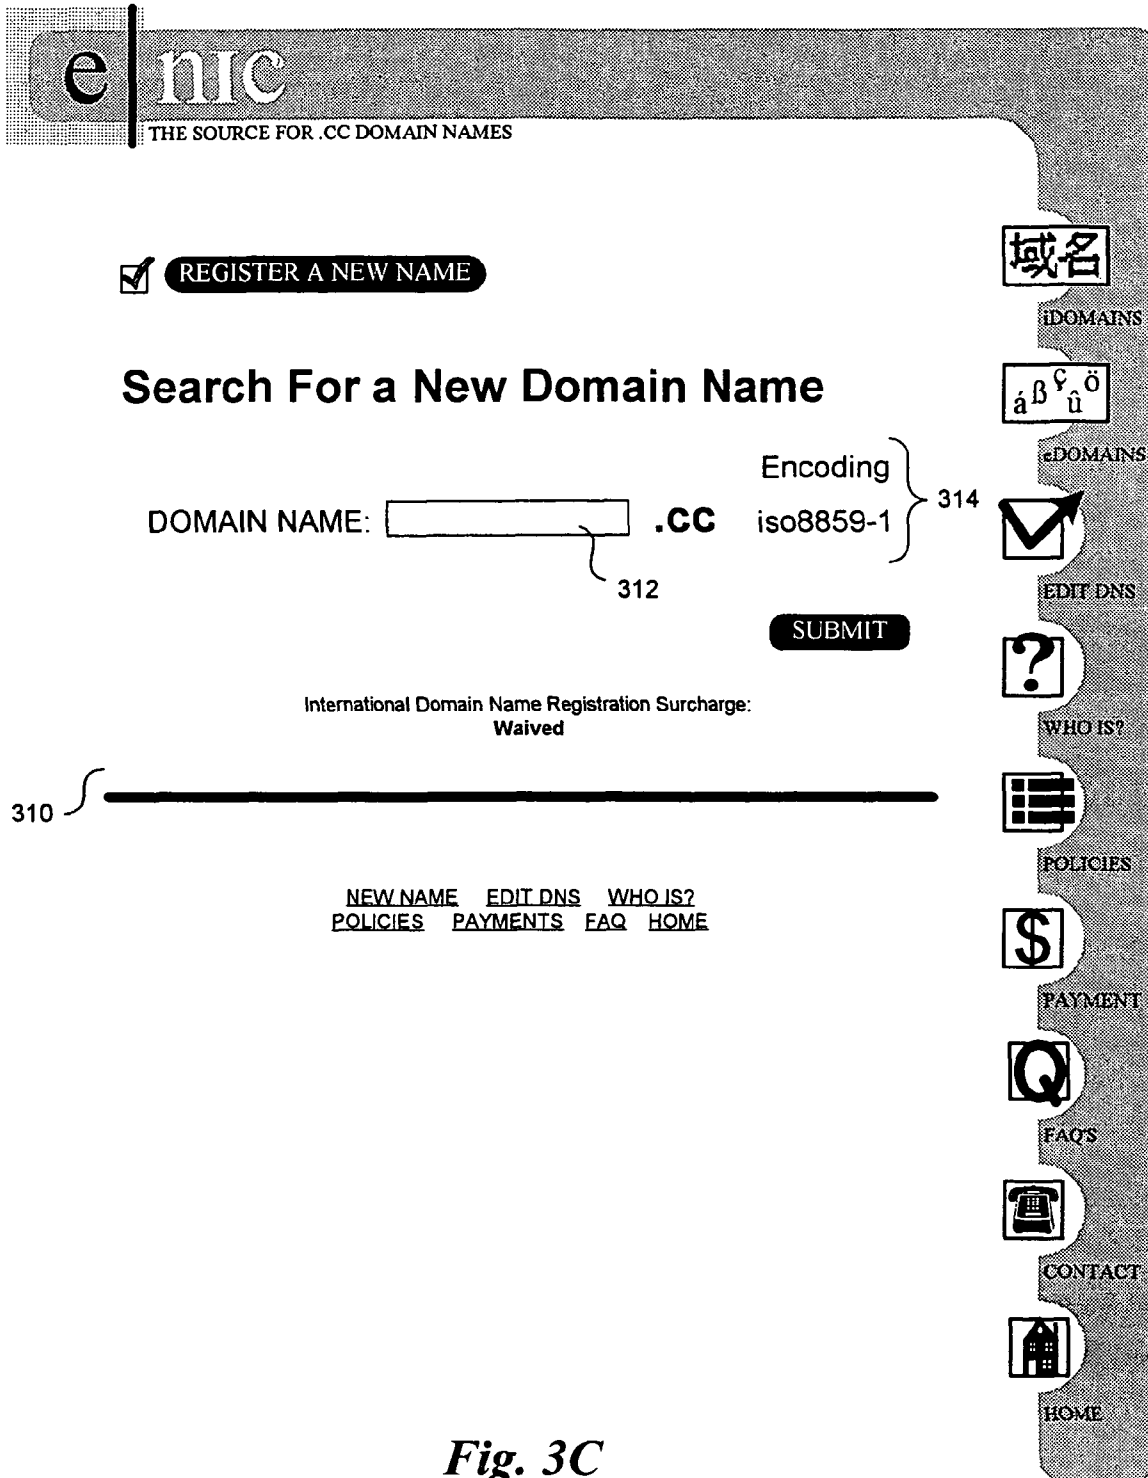 e nic
THE SOURCE FOR .CC DOMAIN NAMES
REGISTER A NEW NAME
Search For a New Domain Name
Encoding
DOMAIN NAME: .CC iso8859-1
314
312
SUBMIT
International Domain Name Registration Surcharge:
Waived
310
NEW NAME EDIT DNS WHO IS?
POLICIES PAYMENTS FAQ HOME
域名
iDOMAINS
á ß ç û ö
eDOMAINS
EDIT DNS
?
WHO IS?
POLICIES
$
PAYMENT
Q
FAQ'S
CONTACT
HOME
Fig. 3C